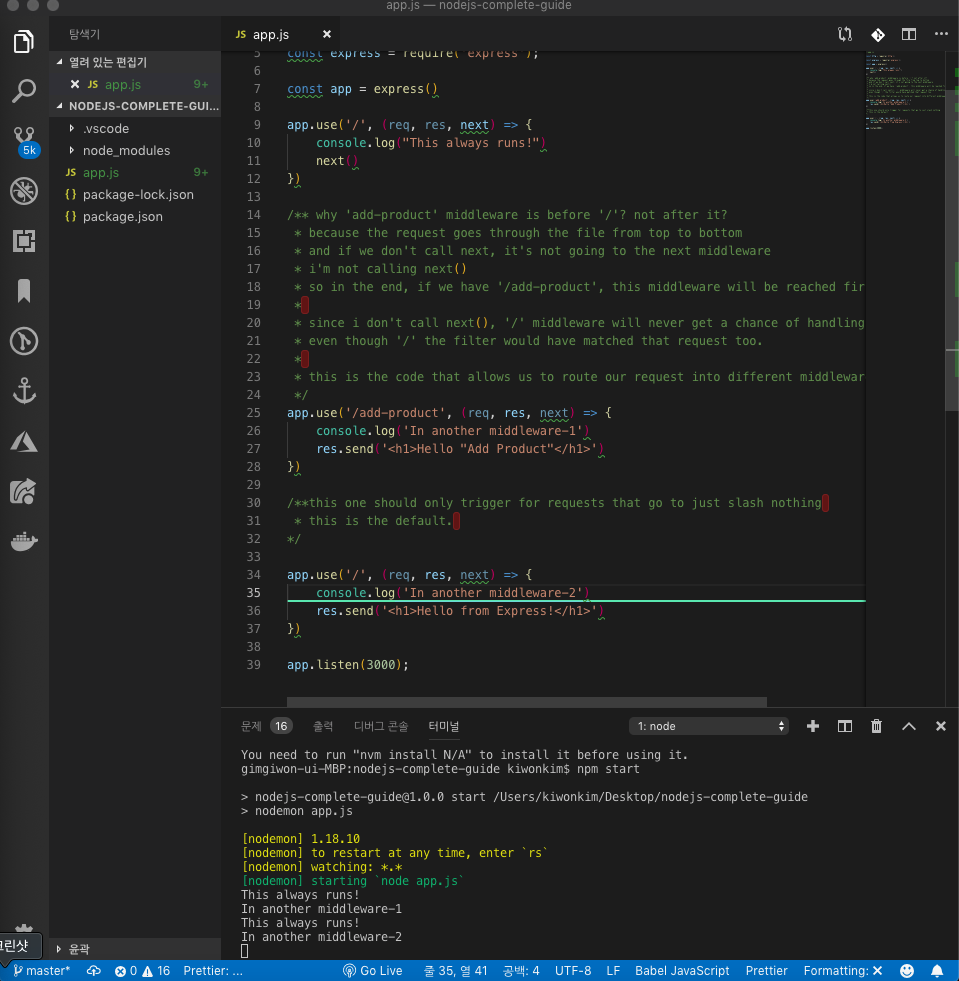 app.js — nodejs-complete-guide
탐색기
열려 있는 편집기
JS app.js 9+
NODEJS-COMPLETE-GUI...
.vscode
node_modules
JS app.js 9+
{} package-lock.json
{} package.json
5k
윤곽
JS app.js
5 const express = require('express');
6
7 const app = express()
8
9 app.use('/', (req, res, next) => {
10 console.log("This always runs!")
11 next()
12 })
13
14 /** why 'add-product' middleware is before '/'? not after it?
15 * because the request goes through the file from top to bottom
16 * and if we don't call next, it's not going to the next middleware
17 * i'm not calling next()
18 * so in the end, if we have '/add-product', this middleware will be reached fir
19 *
20 * since i don't call next(), '/' middleware will never get a chance of handling
21 * even though '/' the filter would have matched that request too.
22 *
23 * this is the code that allows us to route our request into different middlewar
24 */
25 app.use('/add-product', (req, res, next) => {
26 console.log('In another middleware-1')
27 res.send('<h1>Hello "Add Product"</h1>')
28 })
29
30 /**this one should only trigger for requests that go to just slash nothing
31 * this is the default.
32 */
33
34 app.use('/', (req, res, next) => {
35 console.log('In another middleware-2')
36 res.send('<h1>Hello from Express!</h1>')
37 })
38
39 app.listen(3000);
문제 16 출력 디버그 콘솔 터미널 1: node
You need to run "nvm install N/A" to install it before using it.
gimgiwon-ui-MBP:nodejs-complete-guide kiwonkim$ npm start
> nodejs-complete-guide@1.0.0 start /Users/kiwonkim/Desktop/nodejs-complete-guide
> nodemon app.js
[nodemon] 1.18.10
[nodemon] to restart at any time, enter `rs`
[nodemon] watching: *.*
[nodemon] starting `node app.js`
This always runs!
In another middleware-1
This always runs!
In another middleware-2
master* 0 16 Prettier: ... Go Live 줄 35, 열 41 공백: 4 UTF-8 LF Babel JavaScript Prettier Formatting: ✕